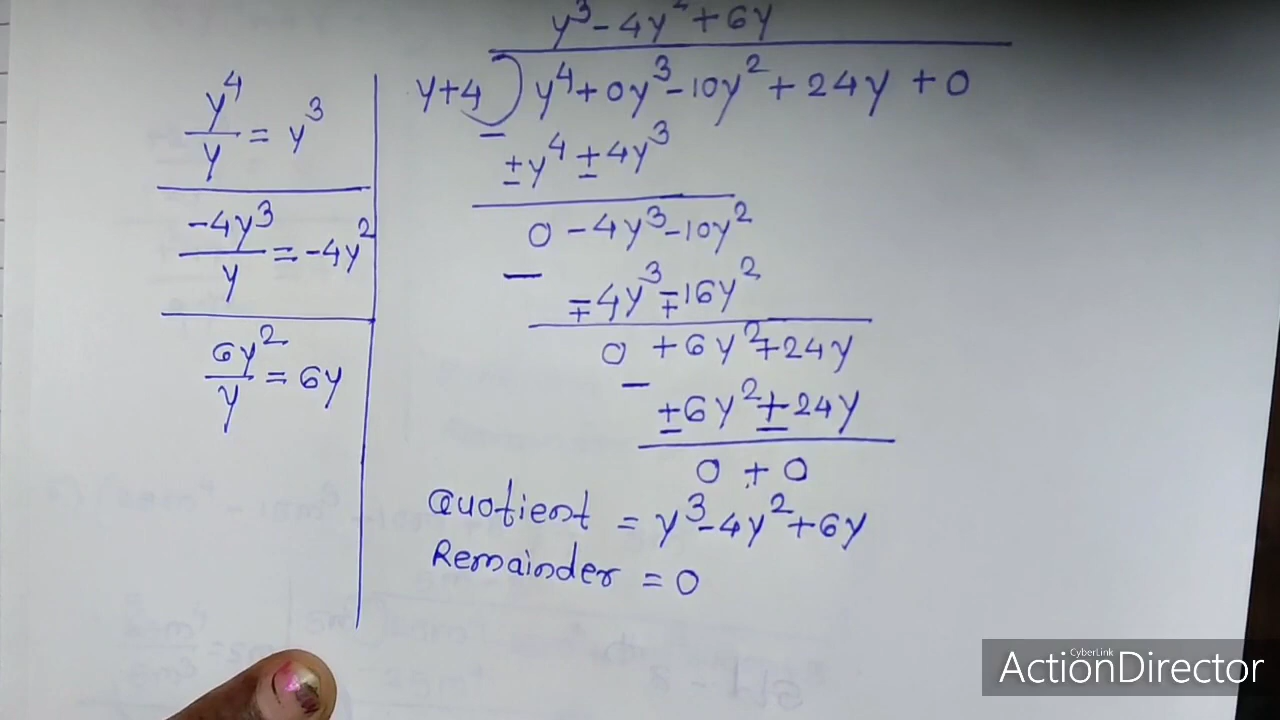 y³ - 4y² + 6y
y+4 ) y⁴ + 0y³ - 10y² + 24y + 0
- ± y⁴ ± 4y³
0 - 4y³ - 10y²
- ∓ 4y³ ∓ 16y²
0 + 6y² + 24y
- ± 6y² ± 24y
0 + 0
Quotient = y³ - 4y² + 6y
Remainder = 0
y⁴/y = y³
-4y³/y = -4y²
6y²/y = 6y
CyberLink
ActionDirector